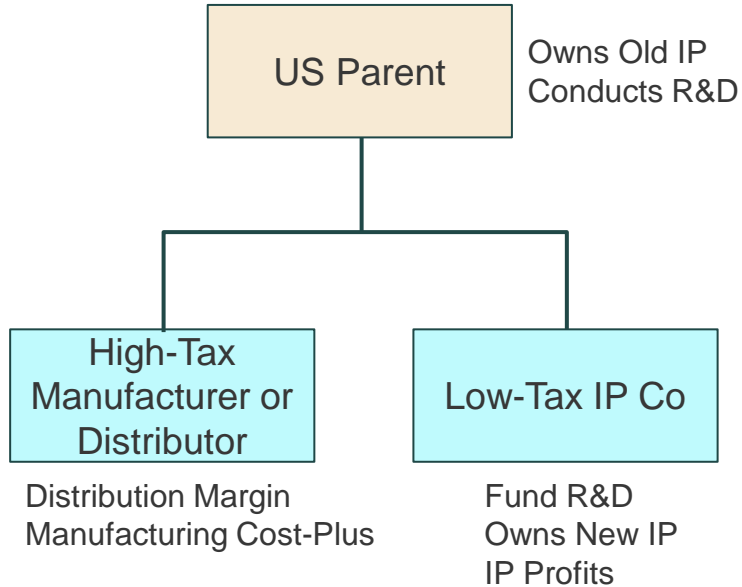 US Parent
Owns Old IP
Conducts R&D
High-Tax
Manufacturer or
Distributor
Low-Tax IP Co
Distribution Margin
Manufacturing Cost-Plus
Fund R&D
Owns New IP
IP Profits